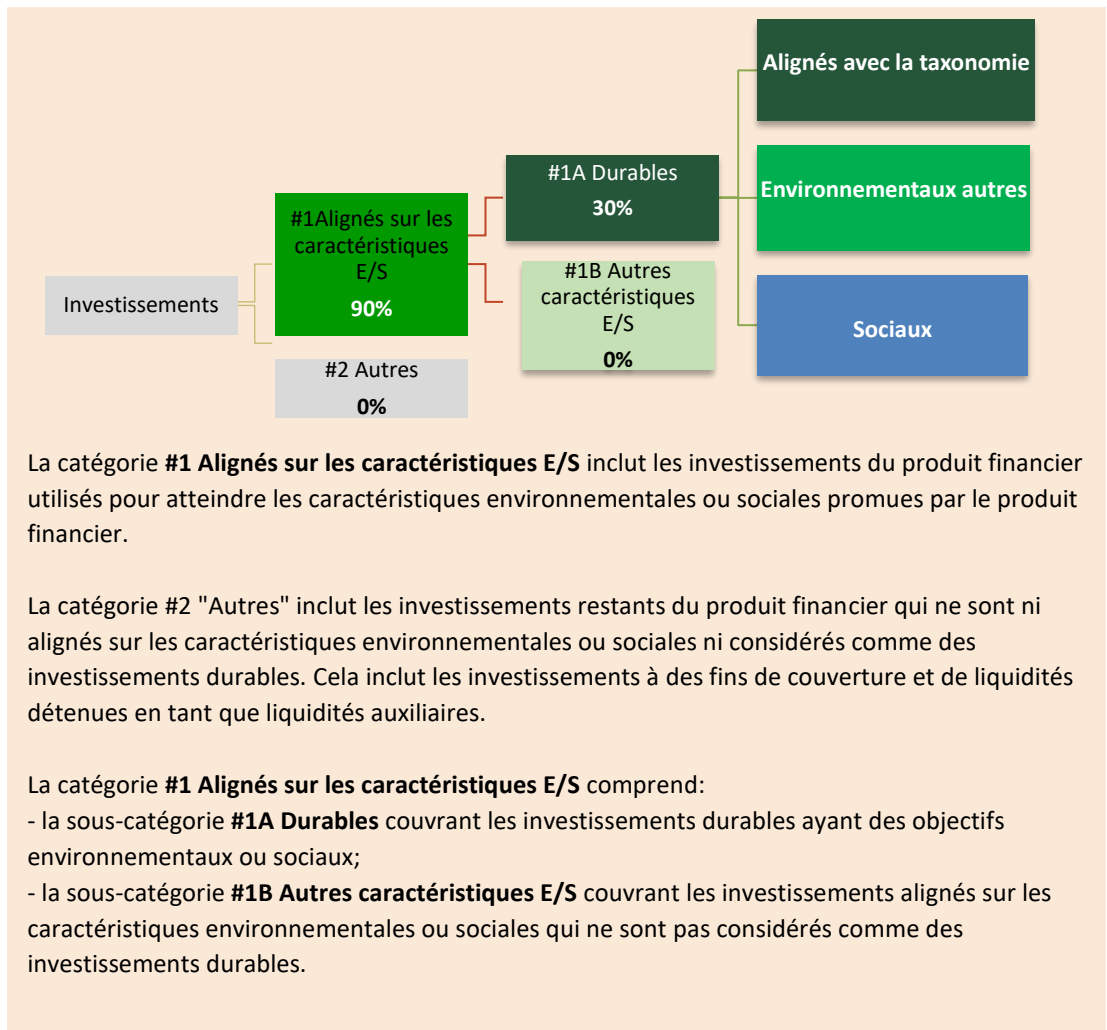 Alignés avec la taxonomie
#1A Durables
30%
Environnementaux autres
#1Alignés sur les
caractéristiques
E/S
90%
#1B Autres
caractéristiques
E/S
0%
Investissements
Sociaux
#2 Autres
0%
La catégorie #1 Alignés sur les caractéristiques E/S inclut les investissements du produit financier
utilisés pour atteindre les caractéristiques environnementales ou sociales promues par le produit
financier.
La catégorie #2 "Autres" inclut les investissements restants du produit financier qui ne sont ni
alignés sur les caractéristiques environnementales ou sociales ni considérés comme des
investissements durables. Cela inclut les investissements à des fins de couverture et de liquidités
détenues en tant que liquidités auxiliaires.
La catégorie #1 Alignés sur les caractéristiques E/S comprend:
- la sous-catégorie #1A Durables couvrant les investissements durables ayant des objectifs
environnementaux ou sociaux;
- la sous-catégorie #1B Autres caractéristiques E/S couvrant les investissements alignés sur les
caractéristiques environnementales ou sociales qui ne sont pas considérés comme des
investissements durables.